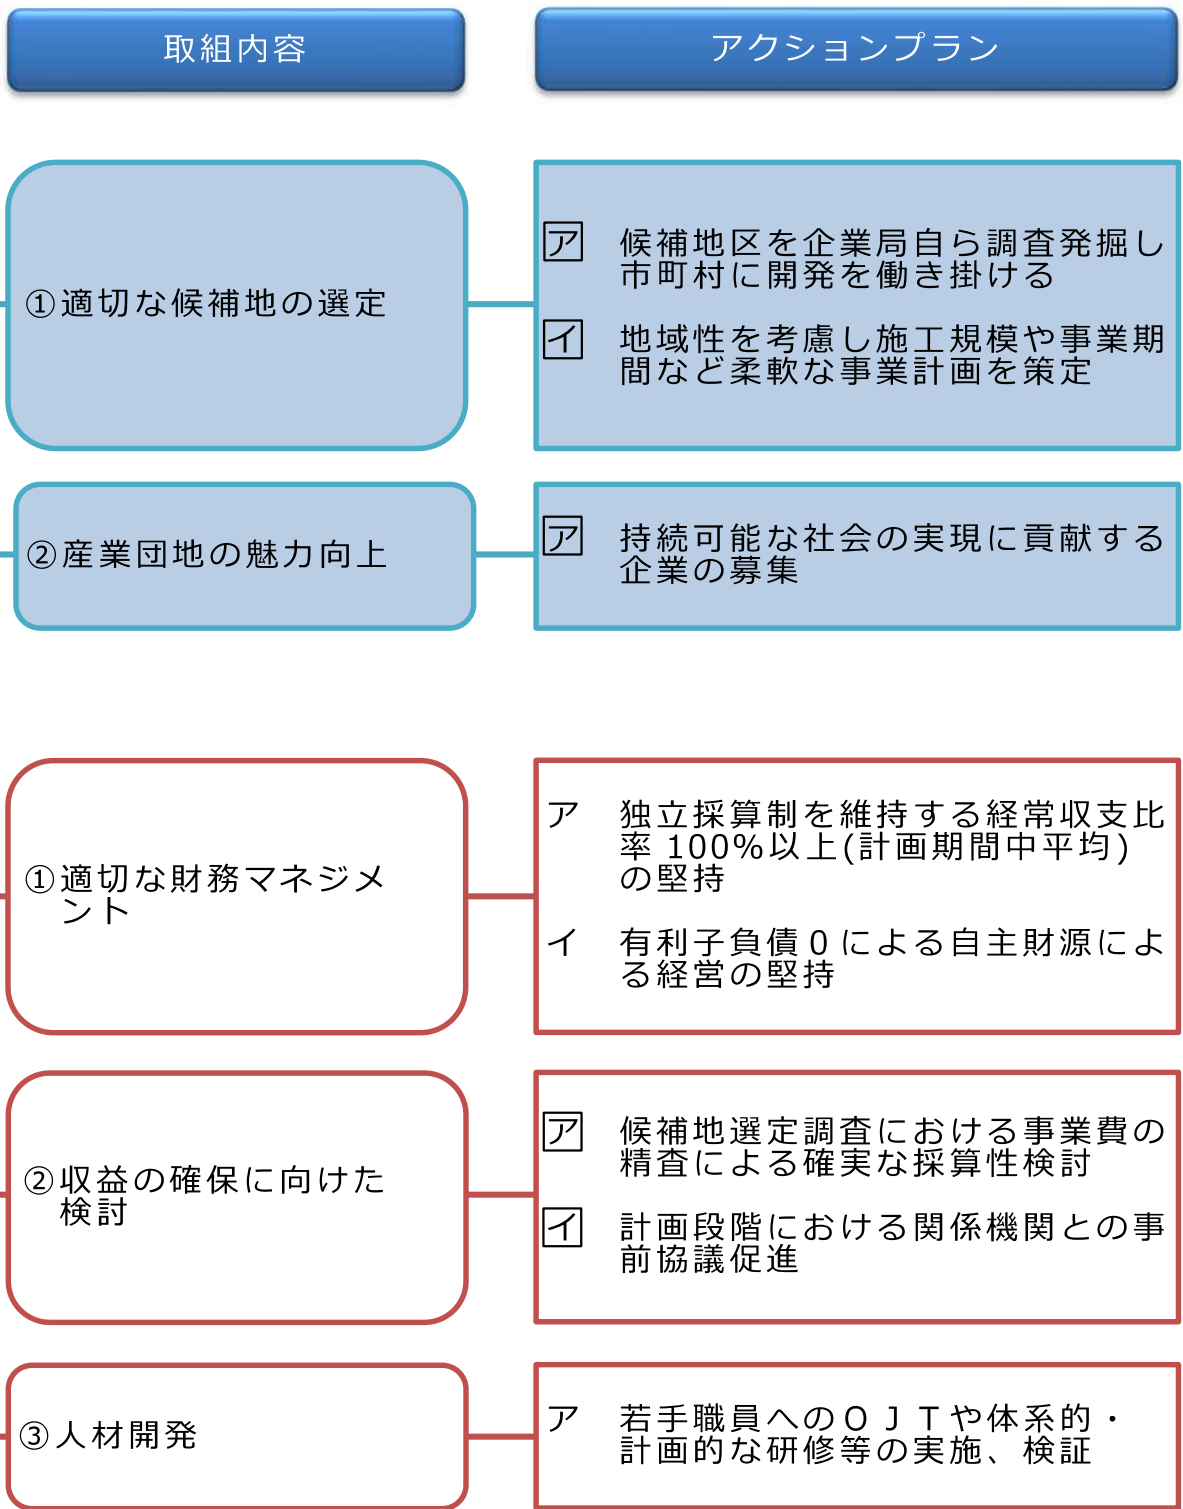 取組内容
アクションプラン
①適切な候補地の選定
ア 候補地区を企業局自ら調査発掘し
市町村に開発を働き掛ける
イ 地域性を考慮し施工規模や事業期
間など柔軟な事業計画を策定
②産業団地の魅力向上
ア 持続可能な社会の実現に貢献する
企業の募集
①適切な財務マネジメ
ント
ア 独立採算制を維持する経常収支比
率 100%以上(計画期間中平均)
の堅持
イ 有利子負債０による自主財源によ
る経営の堅持
②収益の確保に向けた
検討
ア 候補地選定調査における事業費の
精査による確実な採算性検討
イ 計画段階における関係機関との事
前協議促進
③人材開発
ア 若手職員へのＯＪＴや体系的・
計画的な研修等の実施、検証